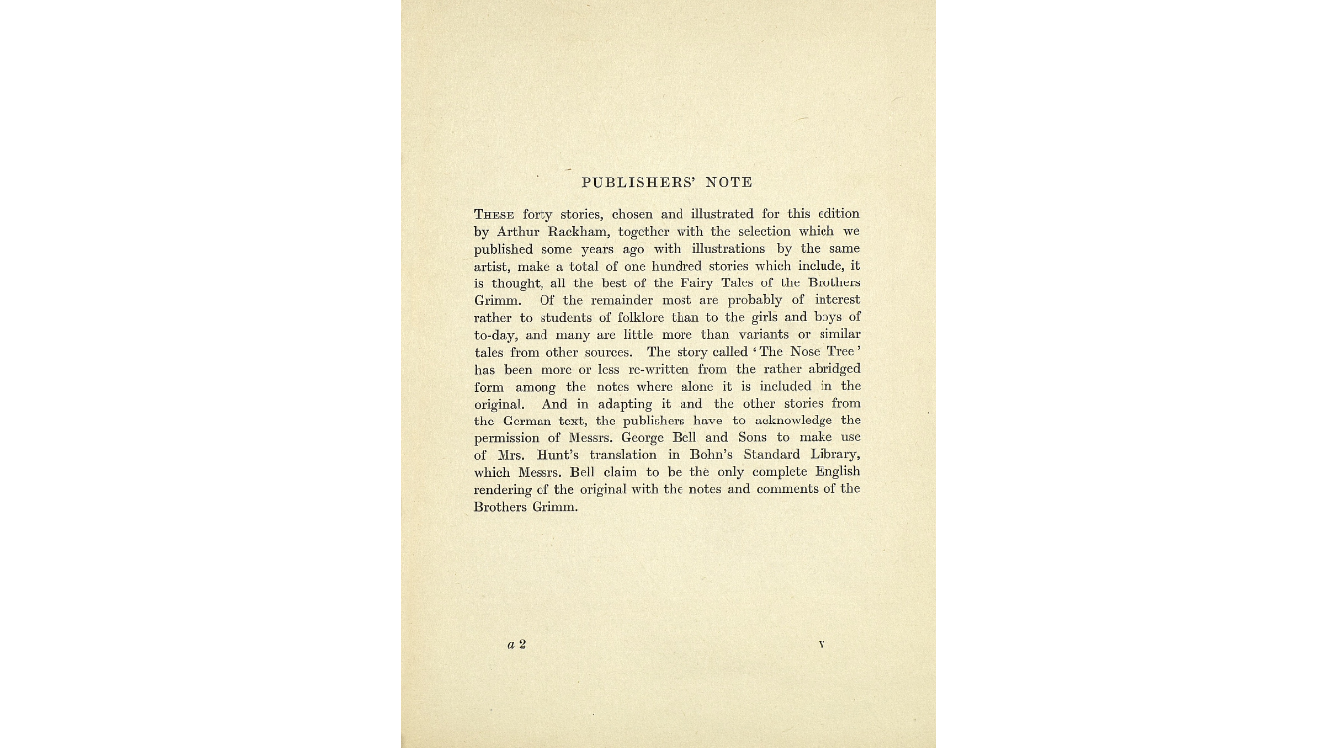 PUBLISHERS' NOTE
THESE forty stories, chosen and illustrated for this edition
by Arthur Rackham, together with the selection which we
published some years ago with illustrations by the same
artist, make a total of one hundred stories which include, it
is thought, all the best of the Fairy Tales of the Brothers
Grimm. Of the remainder most are probably of interest
rather to students of folklore than to the girls and boys of
to-day, and many are little more than variants or similar
tales from other sources. The story called ‘The Nose Tree’
has been more or less re-written from the rather abridged
form among the notes where alone it is included in the
original. And in adapting it and the other stories from
the German text, the publishers have to acknowledge the
permission of Messrs. George Bell and Sons to make use
of Mrs. Hunt's translation in Bohn's Standard Library,
which Messrs. Bell claim to be the only complete English
rendering of the original with the notes and comments of the
Brothers Grimm.
a 2 v